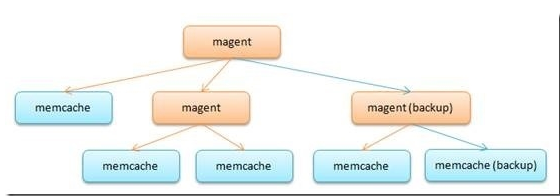 magent
memcache
magent
magent (backup)
memcache
memcache
memcache
memcache (backup)